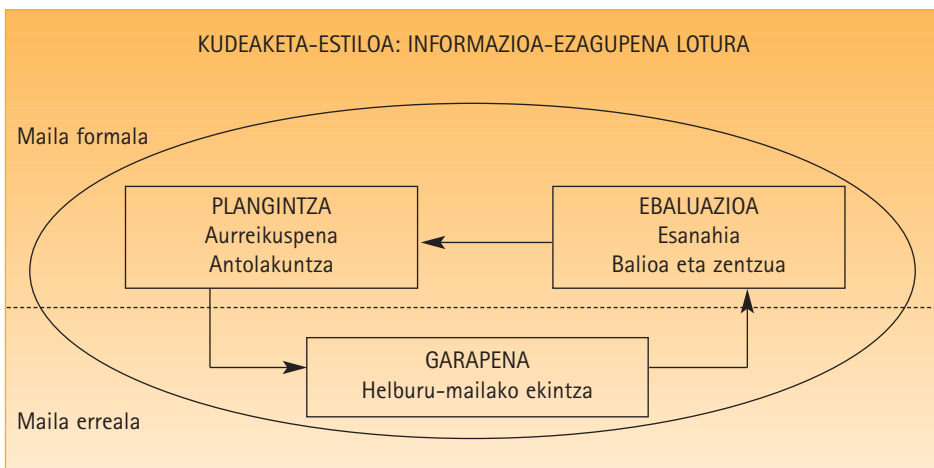 KUDEAKETA-ESTILOA: INFORMAZIOA-EZAGUPENA LOTURA
Maila formala
PLANGINTZA
Aurreikuspena
Antolakuntza
EBALUAZIOA
Esanahia
Balioa eta zentzua
GARAPENA
Helburu-mailako ekintza
Maila erreala